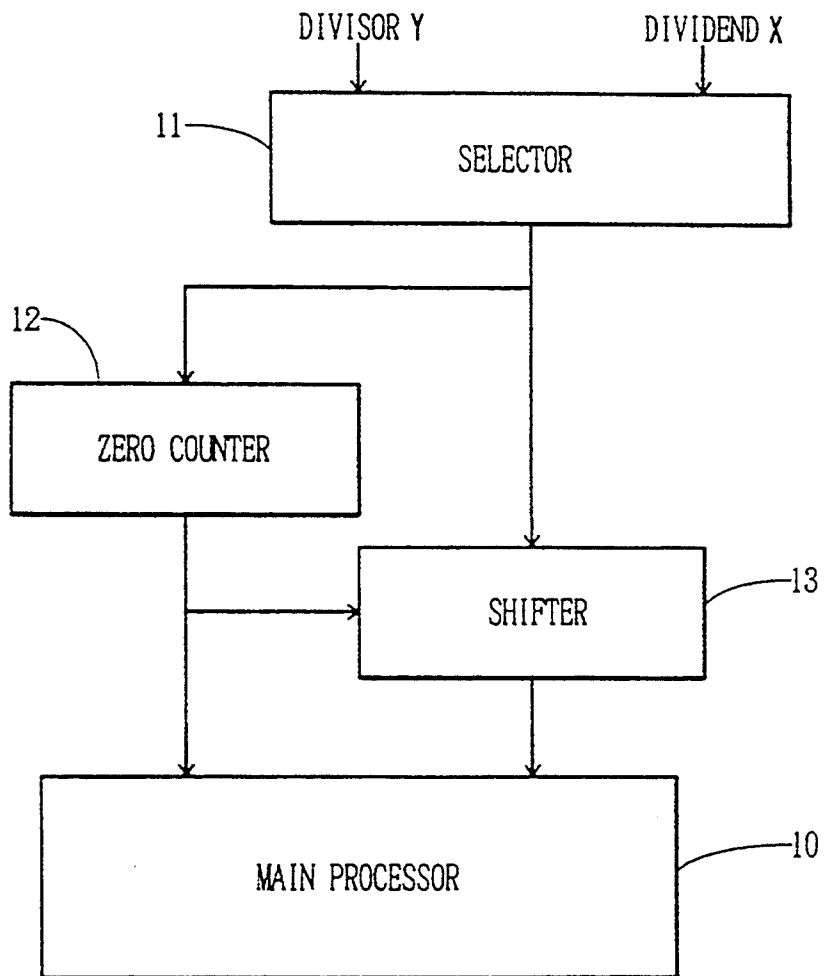 DIVISOR Y DIVIDEND X
11
SELECTOR
12
ZERO COUNTER
13
SHIFTER
10
MAIN PROCESSOR